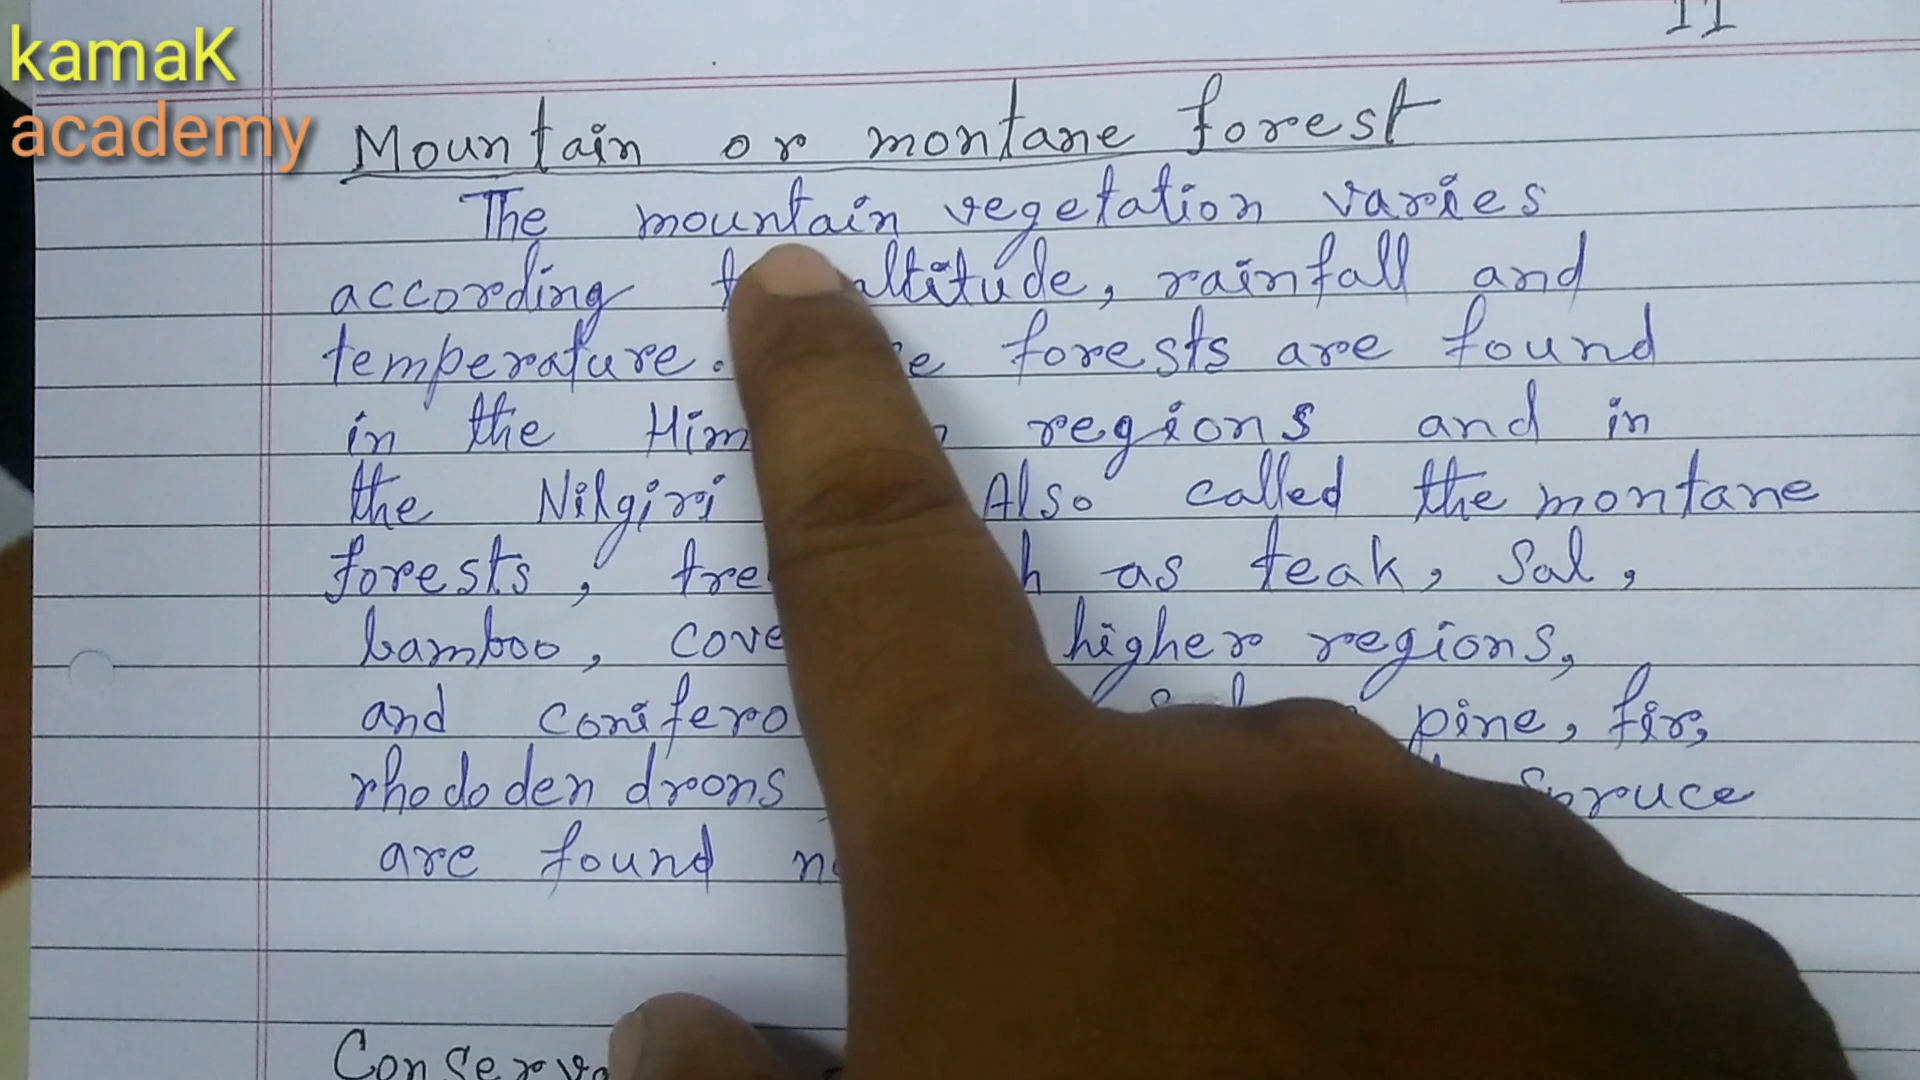 kamaK
academy
II
Mountain or montane forest
The mountain vegetation varies
according altitude, rainfall and
temperature. forests are found
in the regions and in
the Nilgiri Also called the montane
forests, as teak, Sal,
bamboo, higher regions,
and pine, fir,
rhododendrons spruce
are found